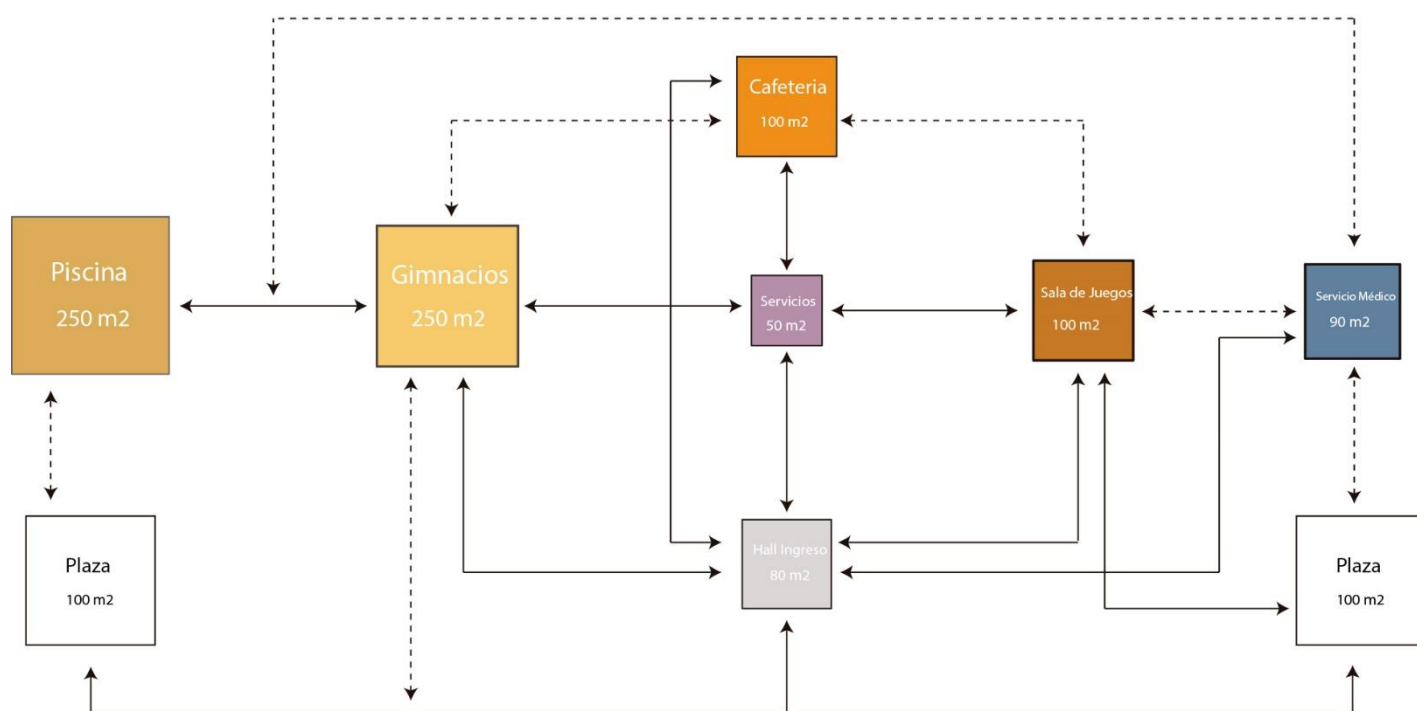 Cafeteria
100 m2
Piscina
250 m2
Gimnacios
250 m2
Servicios
50 m2
Sala de Juegos
100 m2
Servicio Médico
90 m2
Plaza
100 m2
Hall Ingreso
80 m2
Plaza
100 m2